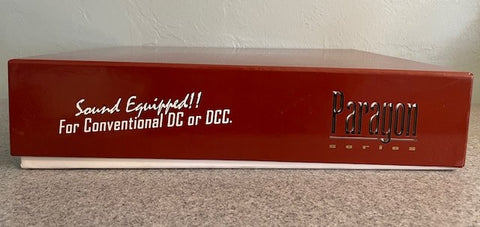 Sound Equipped!!
For Conventional DC or DCC.
Paragon
series